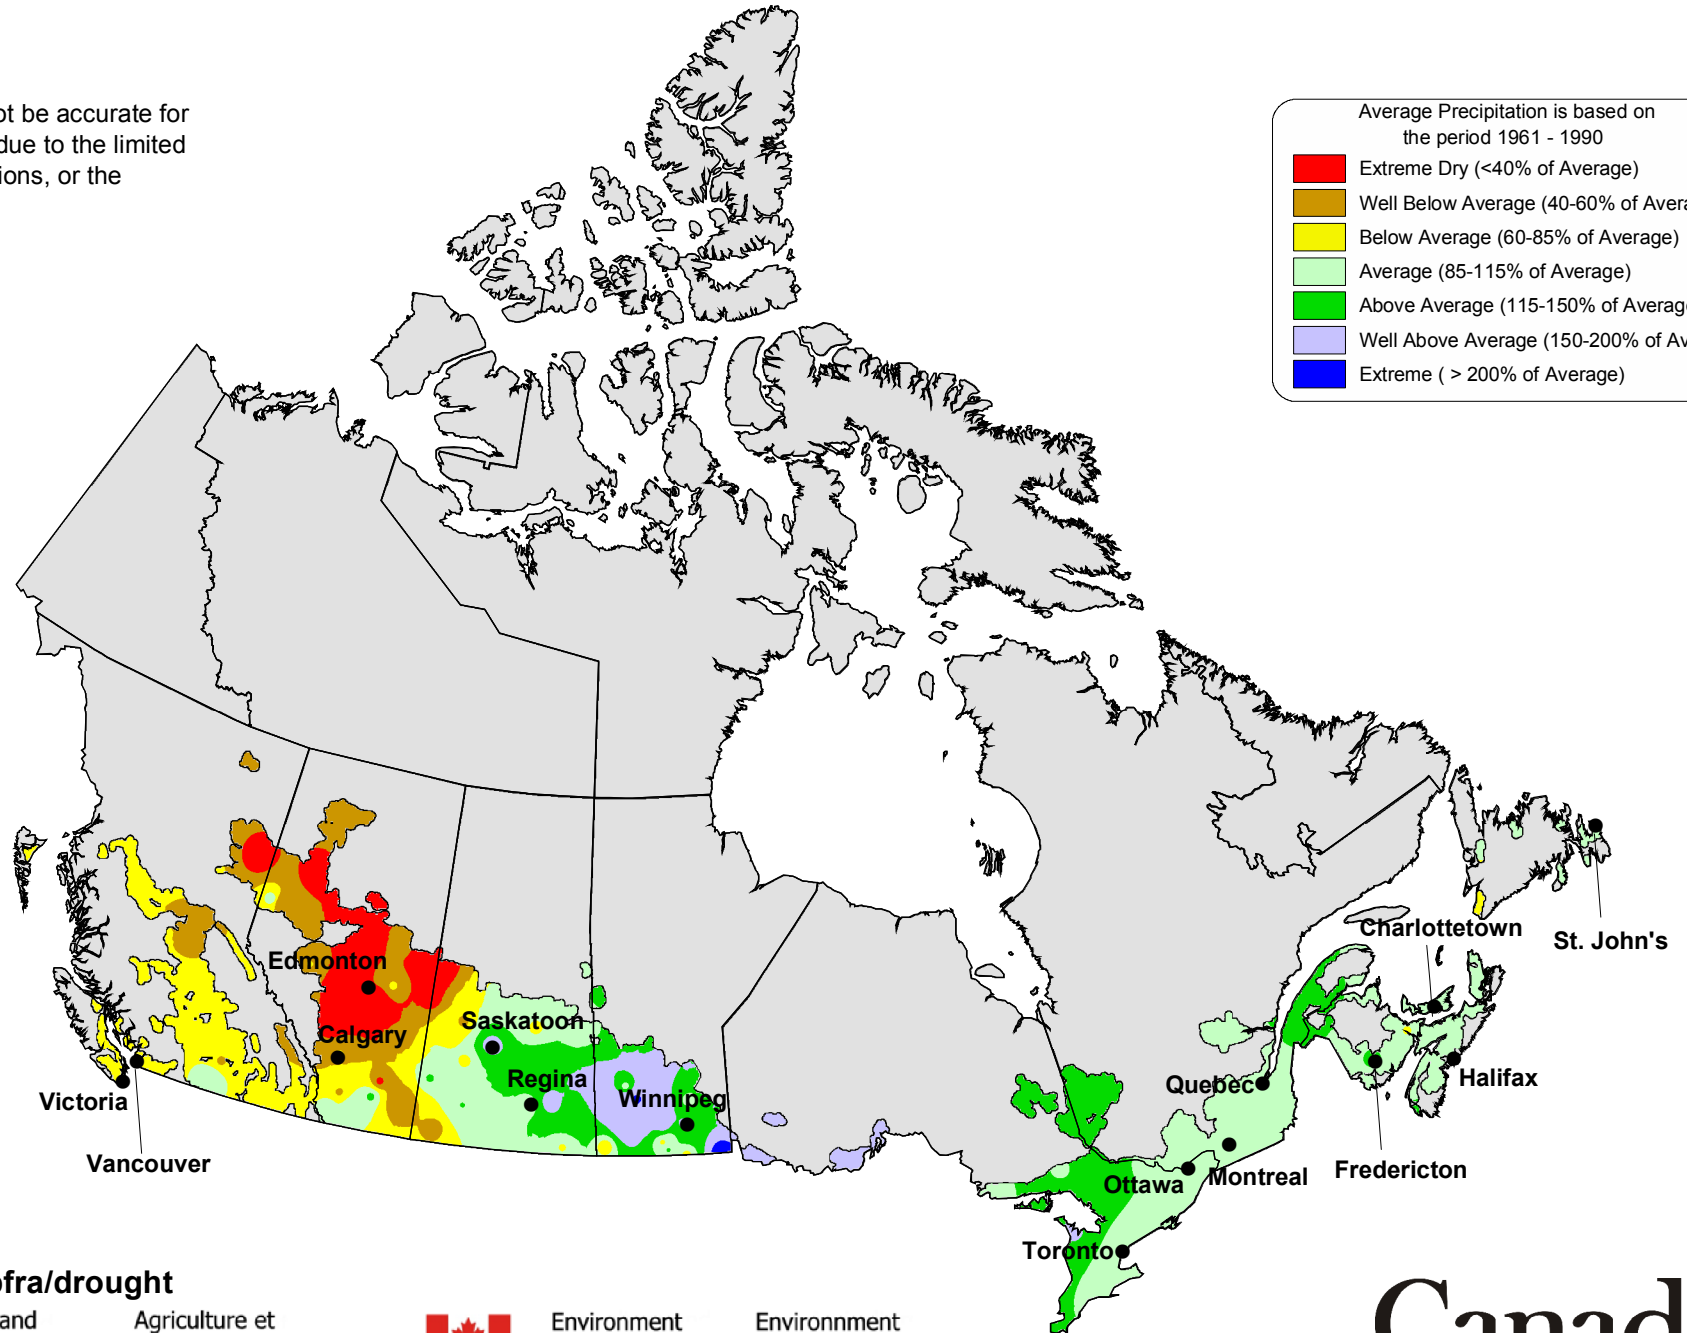 ot be accurate for
due to the limited
ions, or the
Average Precipitation is based on
the period 1961 - 1990
Extreme Dry (<40% of Average)
Well Below Average (40-60% of Avera
Below Average (60-85% of Average)
Average (85-115% of Average)
Above Average (115-150% of Average
Well Above Average (150-200% of Av
Extreme ( > 200% of Average)
Charlottetown
St. John's
Edmonton
Calgary
Saskatoon
Regina
Winnipeg
Victoria
Vancouver
Quebec
Halifax
Fredericton
Montreal
Ottawa
Toronto
ofra/drought
and
Agriculture et
Environment
Environnment
Canad